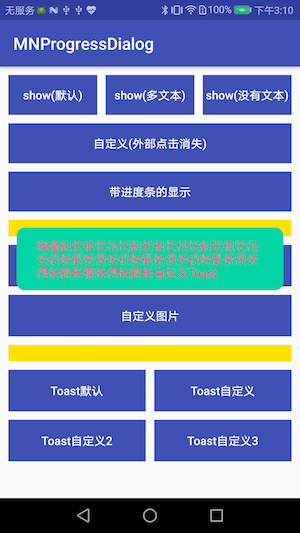 无服务 100% 下午3:10
MNProgressDialog
show(默认) show(多文本) show(没有文本)
自定义(外部点击消失)
带进度条的显示
自定义Toast
自定义图片
Toast默认 Toast自定义
Toast自定义2 Toast自定义3